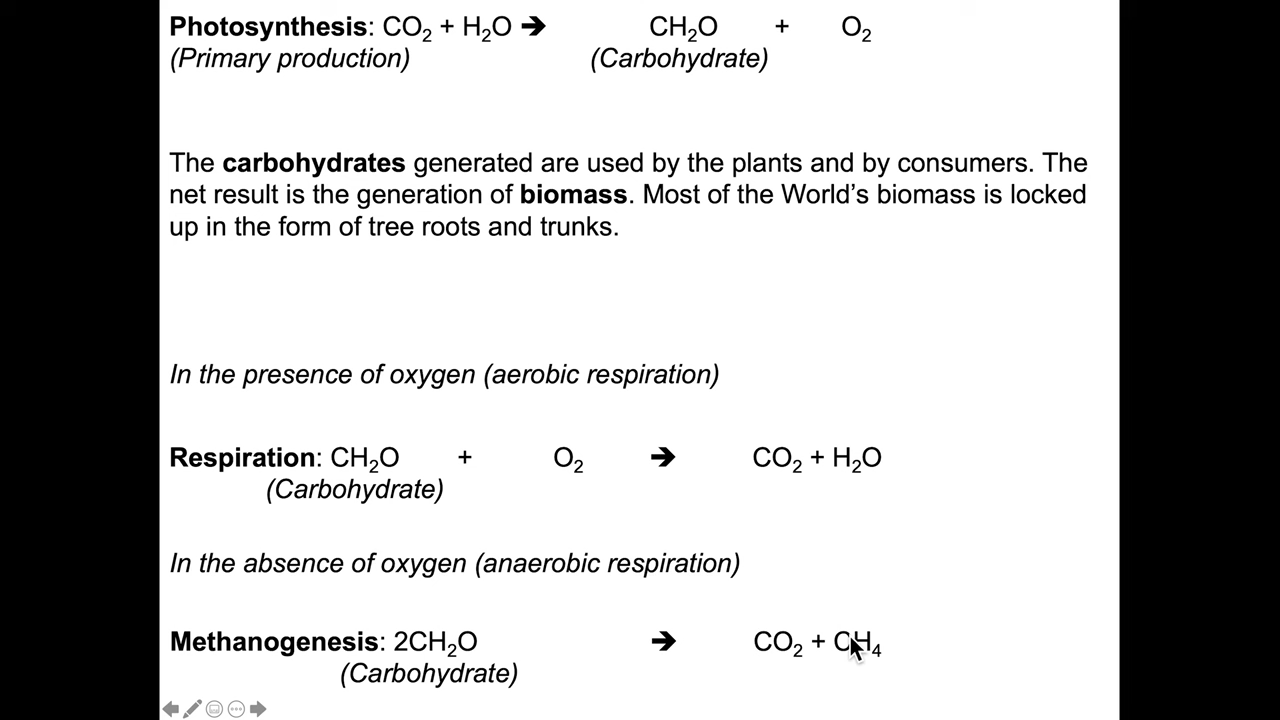 Photosynthesis: CO₂ + H₂O ➔ CH₂O + O₂
(Primary production) (Carbohydrate)
The carbohydrates generated are used by the plants and by consumers. The
net result is the generation of biomass. Most of the World’s biomass is locked
up in the form of tree roots and trunks.
In the presence of oxygen (aerobic respiration)
Respiration: CH₂O + O₂ ➔ CO₂ + H₂O
(Carbohydrate)
In the absence of oxygen (anaerobic respiration)
Methanogenesis: 2CH₂O ➔ CO₂ + CH₄
(Carbohydrate)